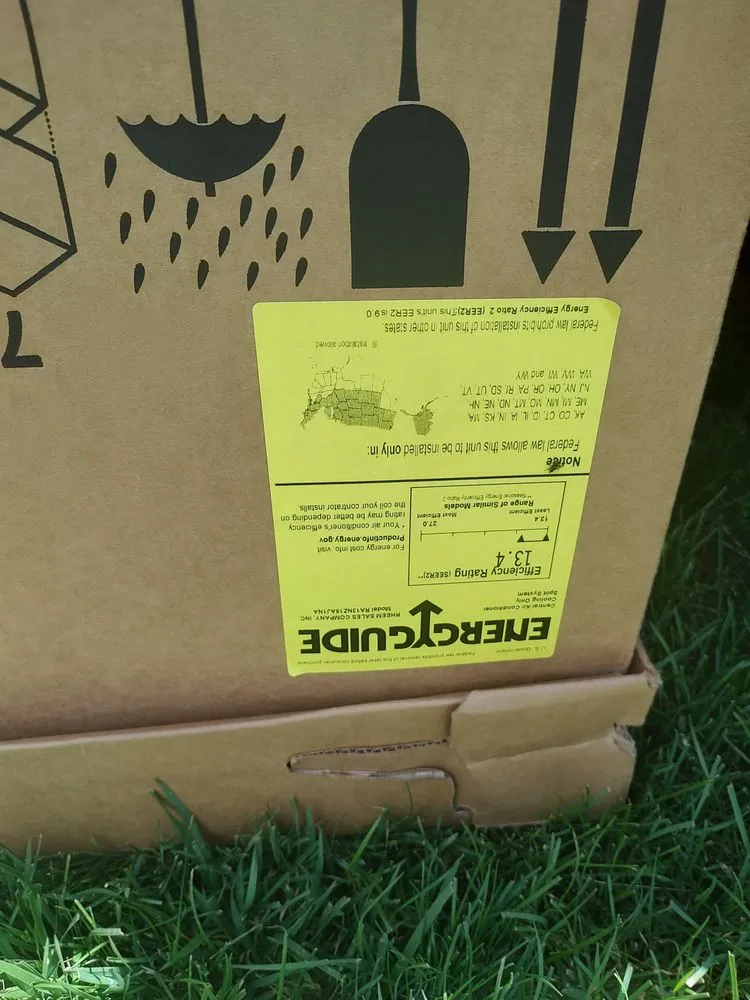 U.S. Government
Federal law prohibits removal of this label before consumer purchase
ENERGYGUIDE
Central Air Conditioner
Cooling Only
Split System
RHEEM SALES COMPANY, INC.
Model RA13NZ18AJ1NA
Efficiency Rating (SEER2)**
13.4
13.4
27.0
Least Efficient
Most Efficient
Range of Similar Models
** Seasonal Energy Efficiency Ratio 2
For energy cost info, visit
Productinfo.energy.gov
* Your air conditioner's efficiency
rating may be better depending on
the coil your contrator installs
Notice
Federal law allows this unit to be installed only in:
AK, CO, CT, ID, IL, IA, IN, KS, MA,
ME, MI, MN, MO, MT, ND, NE, NH,
NJ, NY, OH, OR, PA, RI, SD, UT, VT,
WA, WV, WI, and WY
Installation allowed
Federal law prohibits installation of this unit in other states
Energy Efficiency Ratio 2 (EER2): This unit's EER2 is 9.0